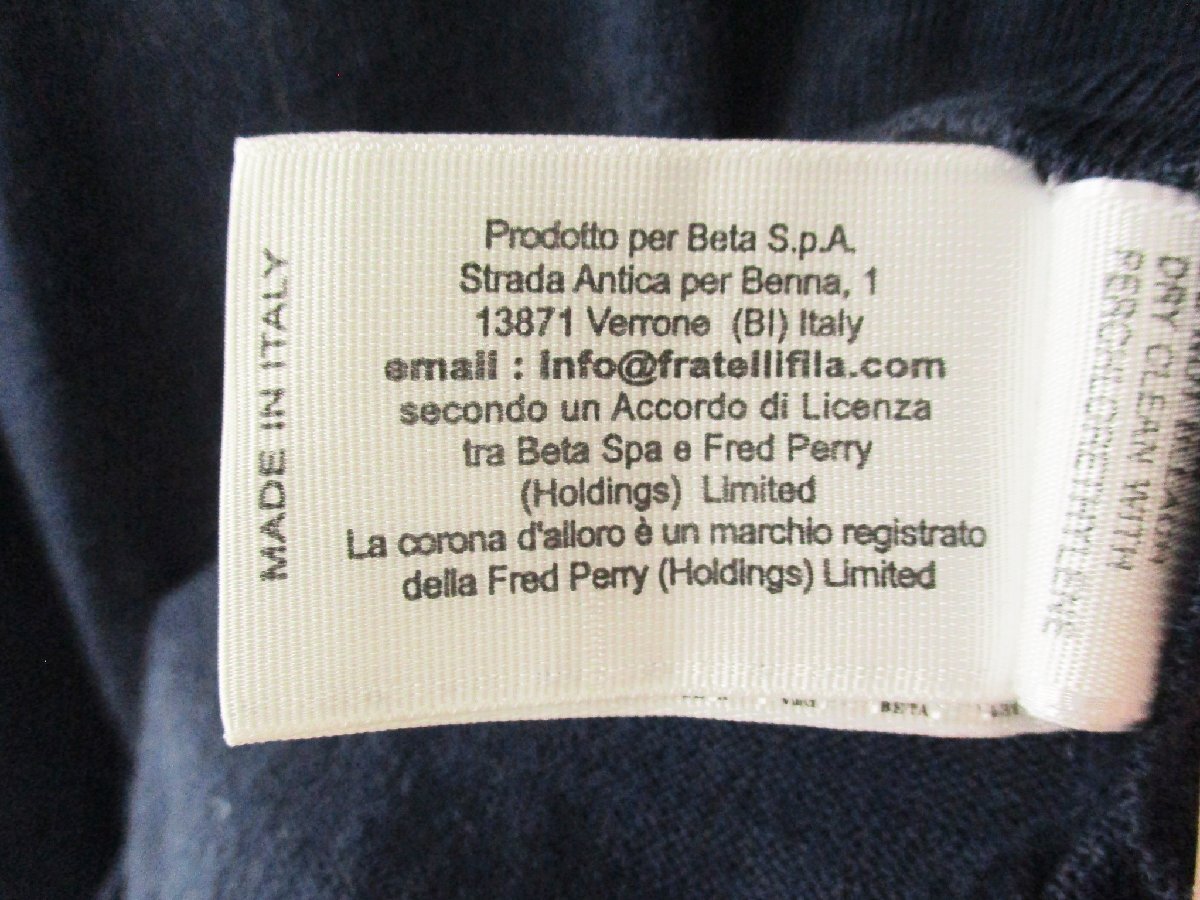 MADE IN ITALY
Prodotto per Beta S.p.A.
Strada Antica per Benna, 1
13871 Verrone (BI) Italy
email : Info@fratellifila.com
secondo un Accordo di Licenza
tra Beta Spa e Fred Perry
(Holdings) Limited
La corona d'alloro è un marchio registrato
della Fred Perry (Holdings) Limited
DRY CLEAN WITH
PERCHLORETHYLENE
BETA